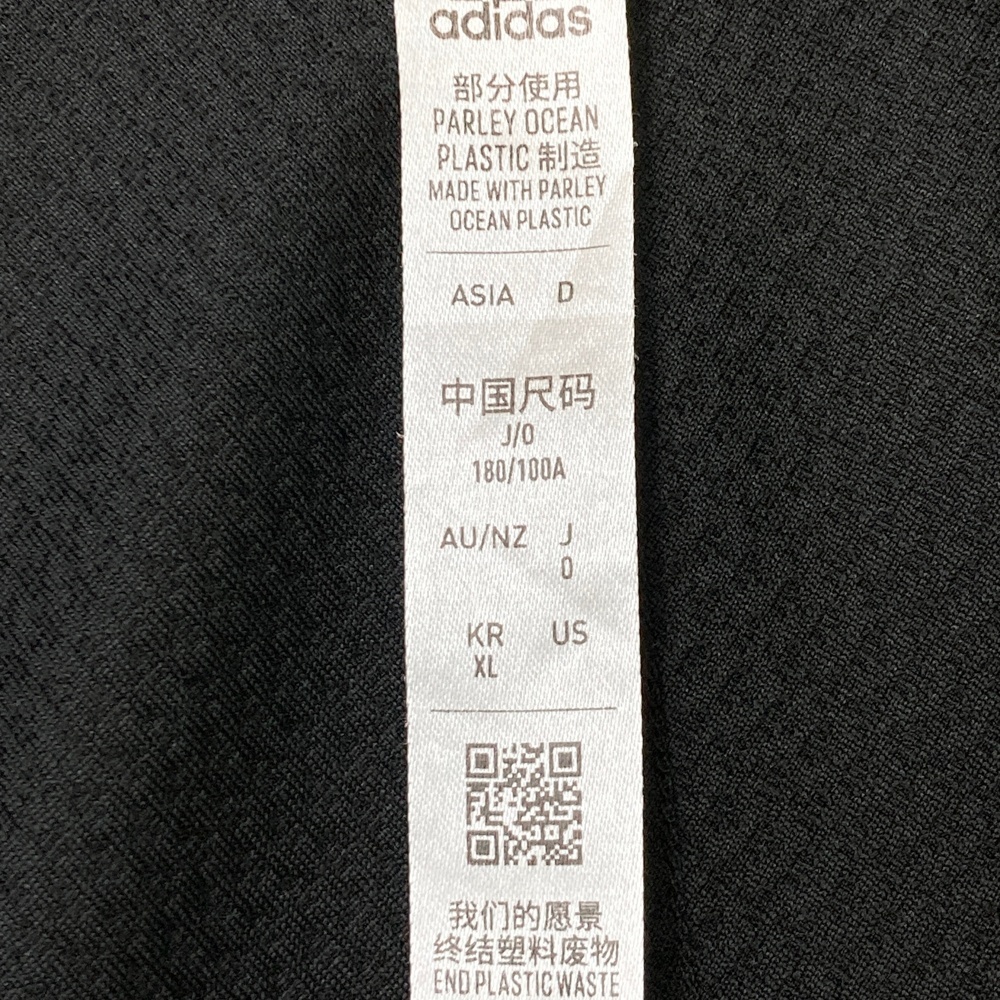 adidas
部分使用
PARLEY OCEAN
PLASTIC 制造
MADE WITH PARLEY
OCEAN PLASTIC
ASIA D
中国尺码
J/O
180/100A
AU/NZ J
O
KR US
XL
我们的愿景
终结塑料废物
END PLASTIC WASTE